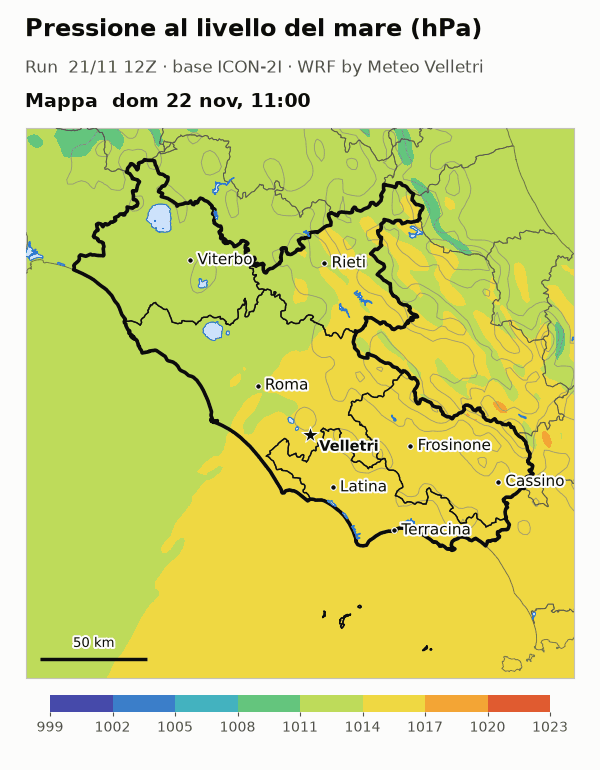 Pressione al livello del mare (hPa)
Run  21/11 12Z · base ICON-2I · WRF by Meteo Velletri
Mappa  dom 22 nov, 11:00
Viterbo
Rieti
Roma
Velletri
Frosinone
Cassino
Latina
Terracina
50 km
999 1002 1005 1008 1011 1014 1017 1020 1023